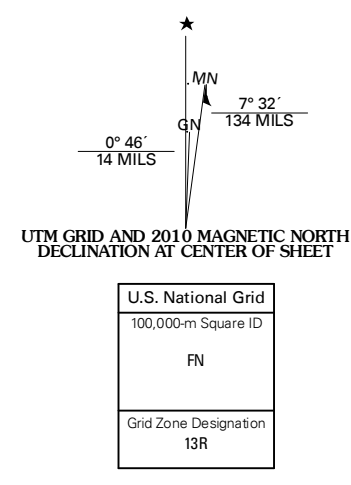 MN
7° 32´
134 MILS
GN
0° 46´
14 MILS
UTM GRID AND 2010 MAGNETIC NORTH
DECLINATION AT CENTER OF SHEET
U.S. National Grid
100,000-m Square ID
FN
Grid Zone Designation
13R